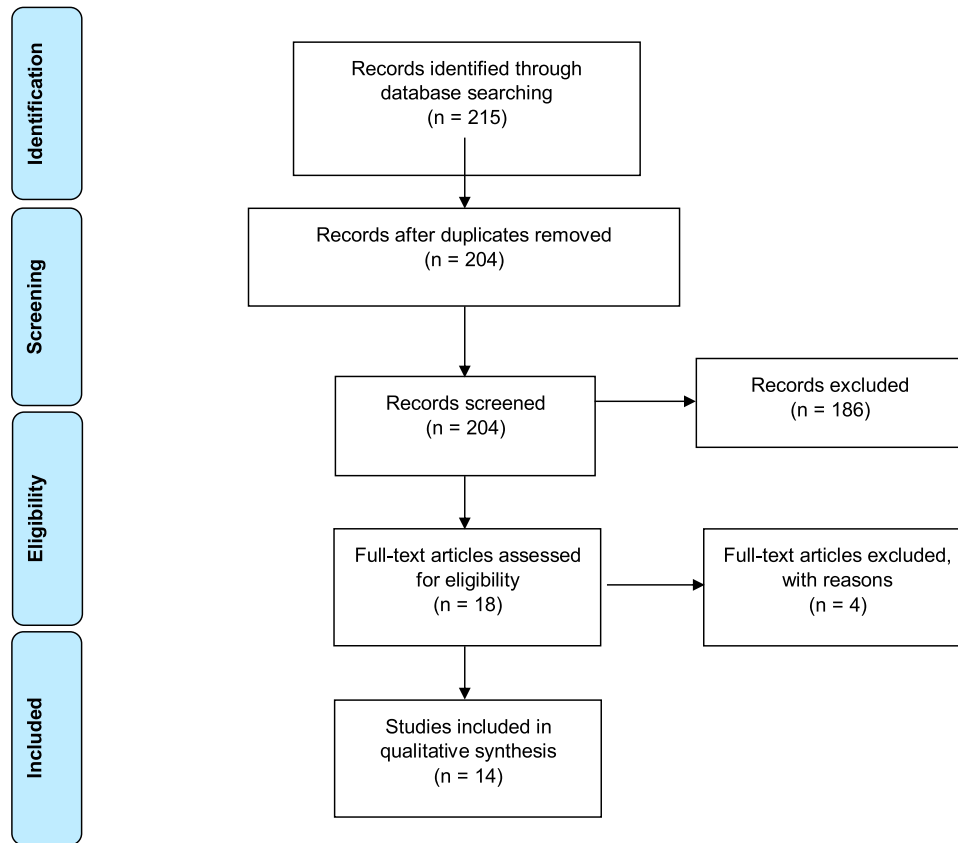 Identification
Records identified through
database searching
(n = 215)
Screening
Records after duplicates removed
(n = 204)
Records screened
(n = 204)
Records excluded
(n = 186)
Eligibility
Full-text articles assessed
for eligibility
(n = 18)
Full-text articles excluded,
with reasons
(n = 4)
Included
Studies included in
qualitative synthesis
(n = 14)